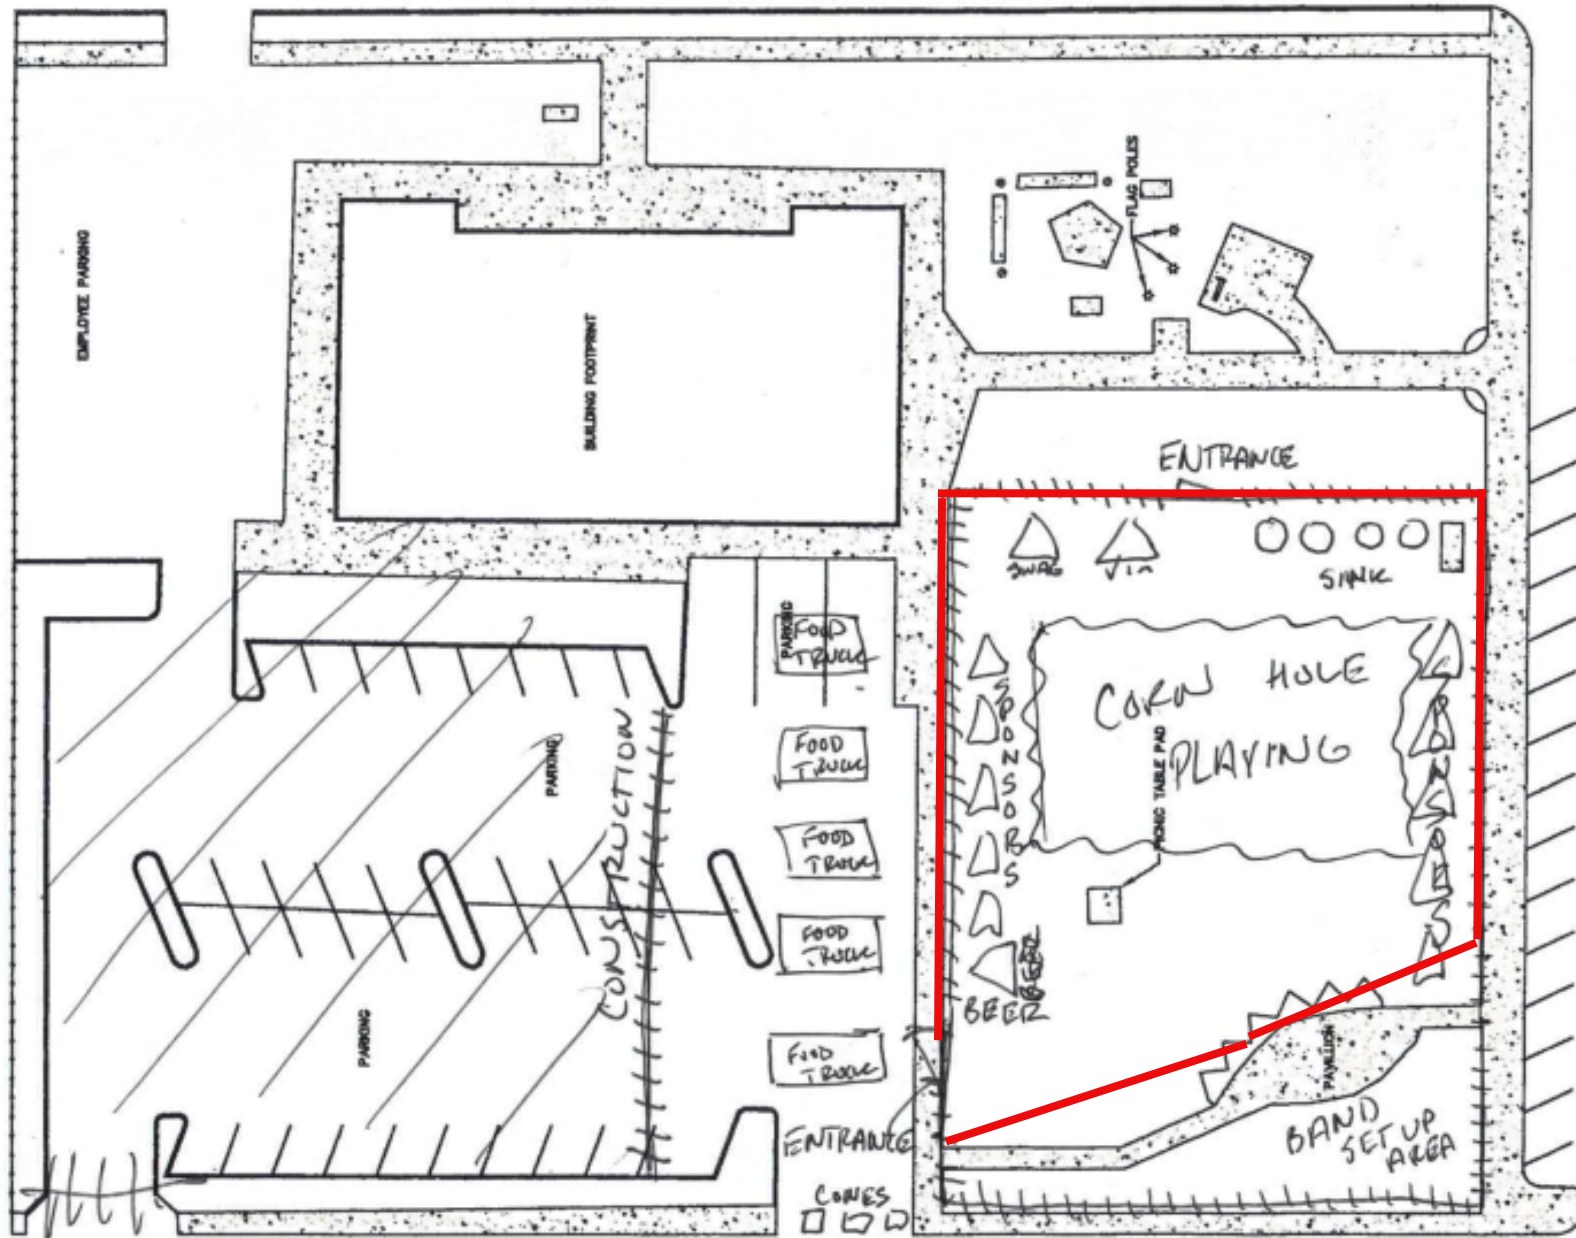 FLAG POLES
EMPLOYEE PARKING
BUILDING FOOTPRINT
ENTRANCE
SWAG
SINK
PARKING
FOOD
TRUCK
CORN HOLE
PLAYING
SPONSORS
SPONSORS
FOOD
TRUCK
PARKING
CONSTRUCTION
PICNIC TABLE PAD
FOOD
TRUCK
FOOD
TRUCK
BEER
BEER
PARKING
FOOD
TRUCK
PAVILLION
ENTRANCE
BAND
SET UP
AREA
CONES